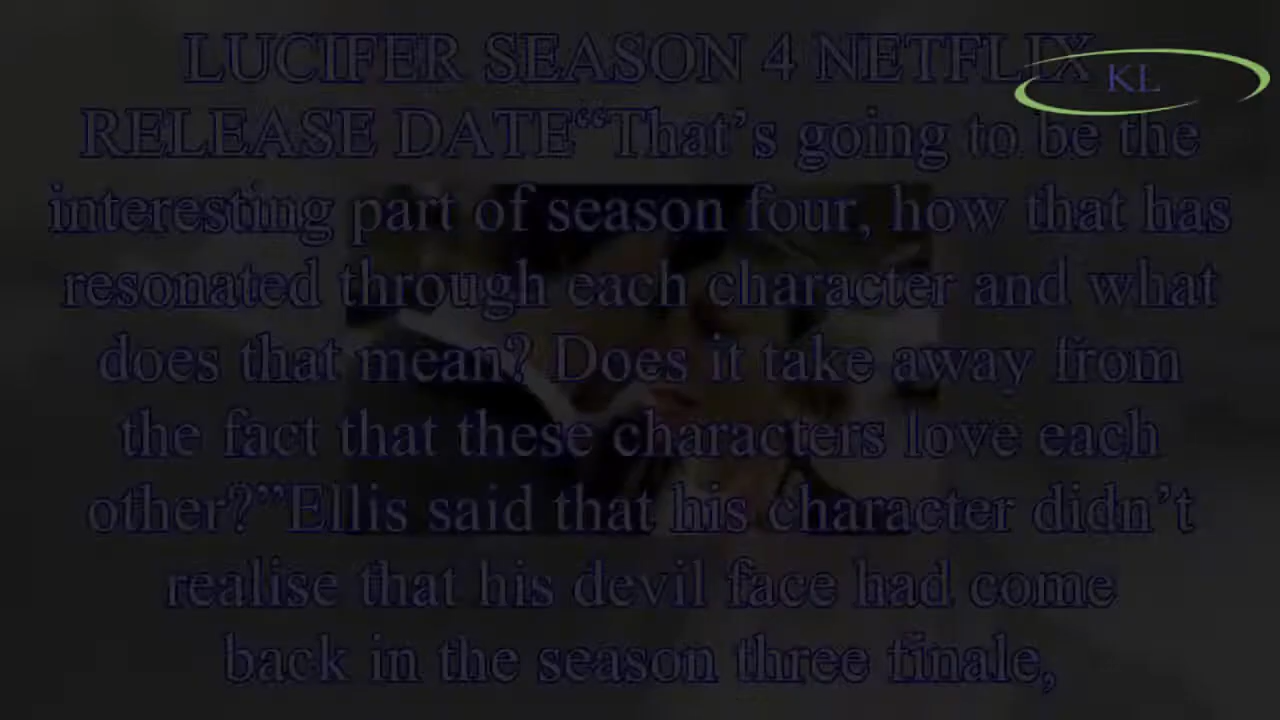 LUCIFER SEASON 4 NETFLIX
KL
RELEASE DATE“That’s going to be the
interesting part of season four, how that has
resonated through each character and what
does that mean? Does it take away from
the fact that these characters love each
other?”Ellis said that his character didn’t
realise that his devil face had come
back in the season three finale,